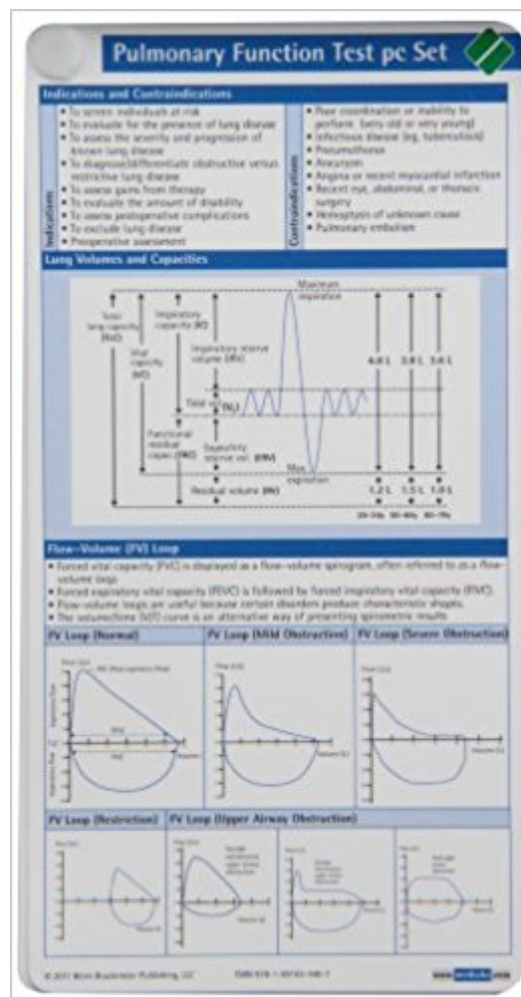 Pulmonary Function Test pc Set
Indications and Contraindications
Indications
• To screen individuals at risk
• To evaluate for the presence of lung disease
• To assess the severity and progression of
known lung disease
• To diagnose/differentiate obstructive versus
restrictive lung disease
• To assess gains from therapy
• To evaluate the amount of disability
• To assess postoperative complications
• To exclude lung disease
• Preoperative assessment
Contraindications
• Poor coordination or inability to
perform (very old or very young)
• Infectious disease (eg, tuberculosis)
• Pneumothorax
• Aneurysm
• Angina or recent myocardial infarction
• Recent eye, abdominal, or thoracic
surgery
• Hemoptysis of unknown cause
• Pulmonary embolism
Lung Volumes and Capacities
Maximum
inspiration
Total
lung capacity
(TLC)
Vital
capacity
(VC)
Inspiratory
capacity (IC)
Inspiratory reserve
volume (IRV)
Tidal vol.
Functional
residual
capac.
Expiratory
reserve vol. (ERV)
Residual volume (RV)
Max.
expiration
4.8 L 3.8 L 3.4 L
1.2 L 1.5 L 1.8 L
Flow–Volume (FV) Loop
• Forced vital capacity (FVC) is displayed as a flow-volume spirogram, often referred to as a flow-
volume loop.
• Forced expiratory vital capacity (FEVC) is followed by forced inspiratory vital capacity (FIVC).
• Flow-volume loops are useful because certain disorders produce characteristic shapes.
• The volume/time curve is an alternative way of presenting spirometric results.
FV Loop (Normal)
FV Loop (Mild Obstruction)
FV Loop (Severe Obstruction)
Volume (L)
FV Loop (Restriction)
FV Loop (Upper Airway Obstruction)
© 2011 Börm Bruckmeier Publishing, LLC